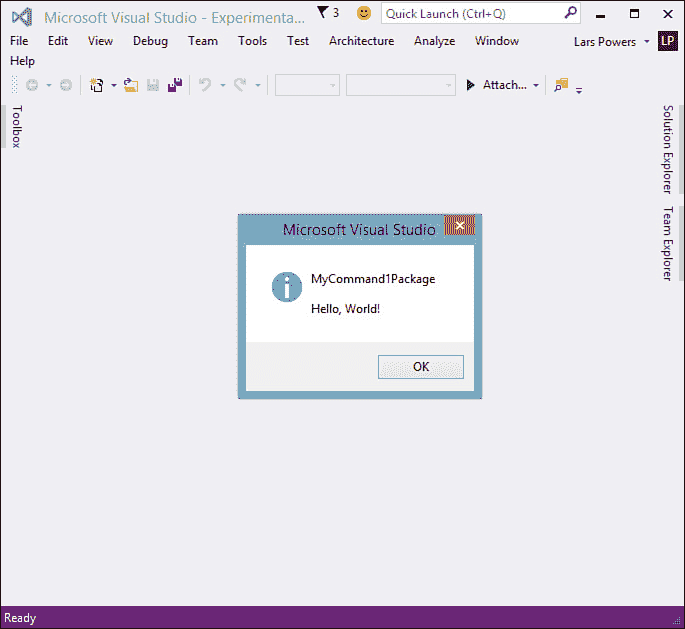 Microsoft Visual Studio - Experimenta... 3 Quick Launch (Ctrl+Q)
File Edit View Debug Team Tools Test Architecture Analyze Window Lars Powers LP
Help
Attach...
Toolbox
Solution Explorer
Team Explorer
Microsoft Visual Studio
MyCommand1Package
Hello, World!
OK
Ready